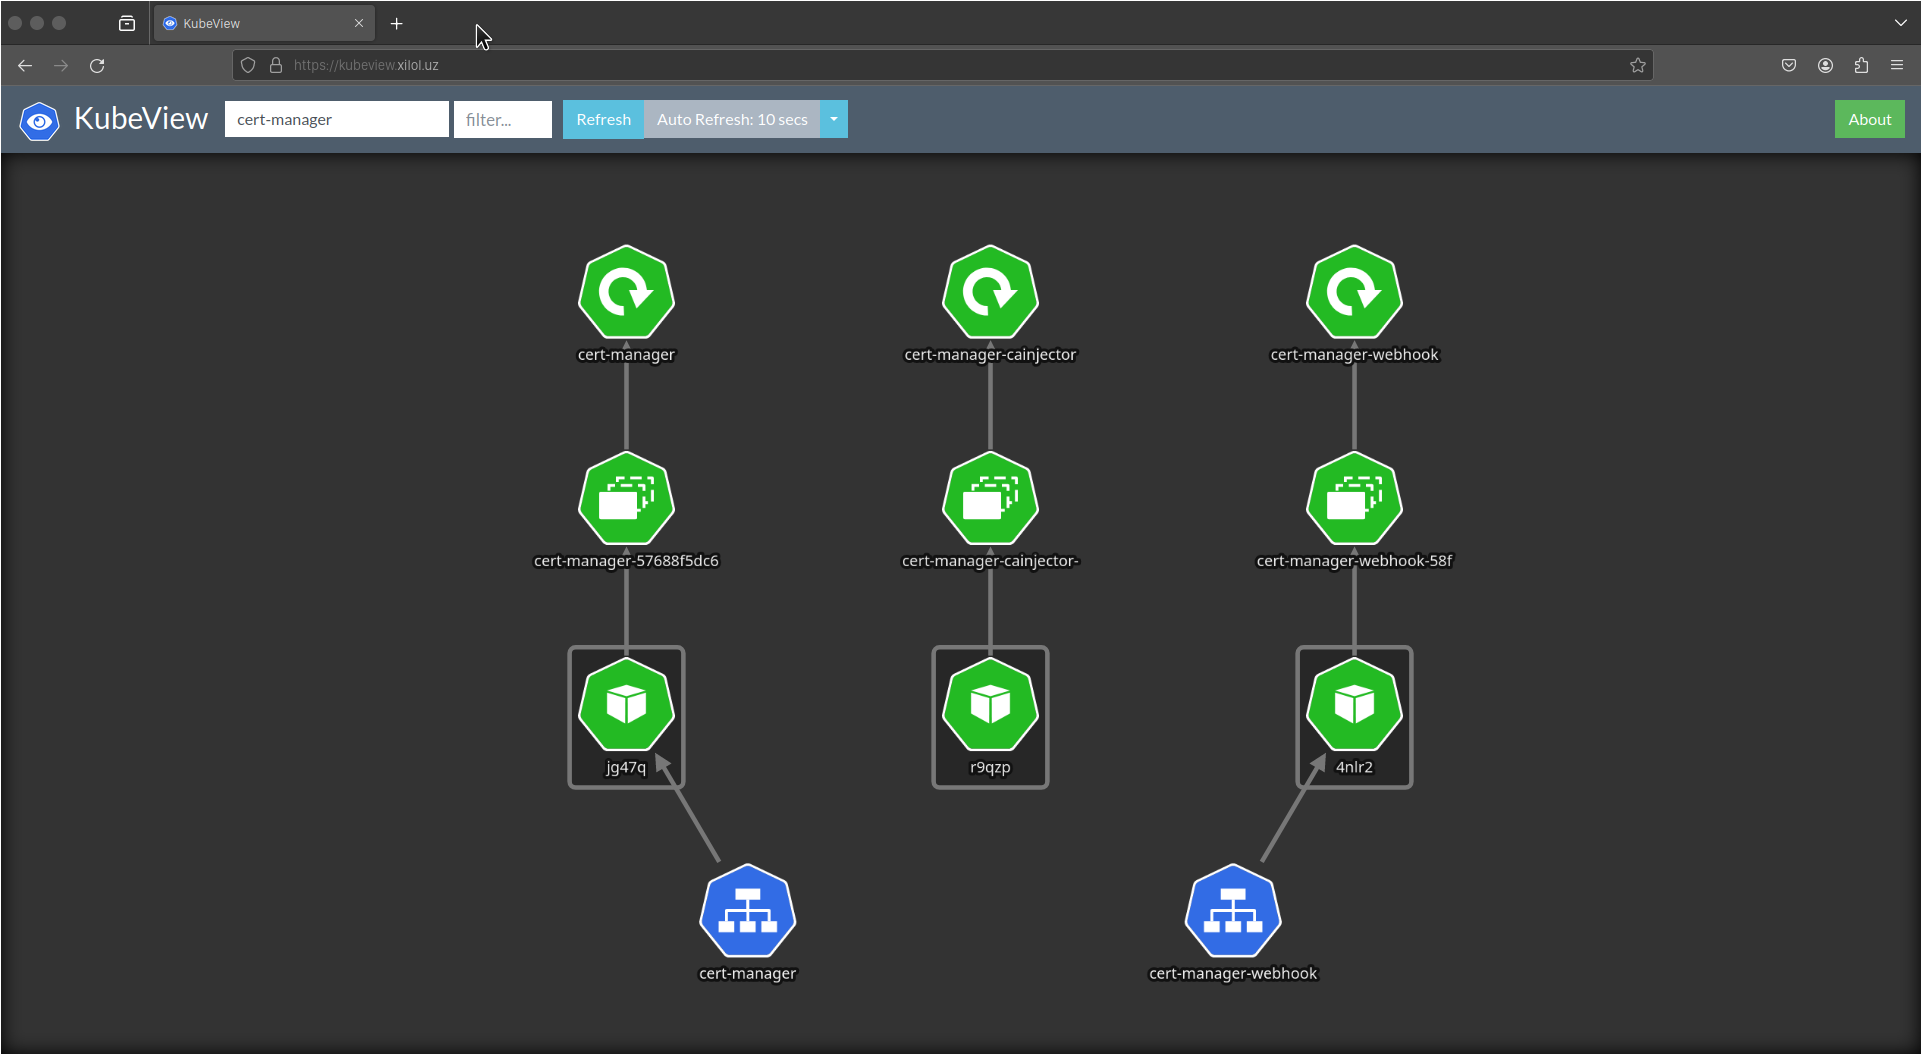 KubeView
https://kubeview.xilol.uz
KubeView
cert-manager
filter...
Refresh
Auto Refresh: 10 secs
About
cert-manager
cert-manager-cainjector
cert-manager-webhook
cert-manager-57688f5dc6
cert-manager-cainjector-
cert-manager-webhook-58f
jg47q
r9qzp
4nlr2
cert-manager
cert-manager-webhook